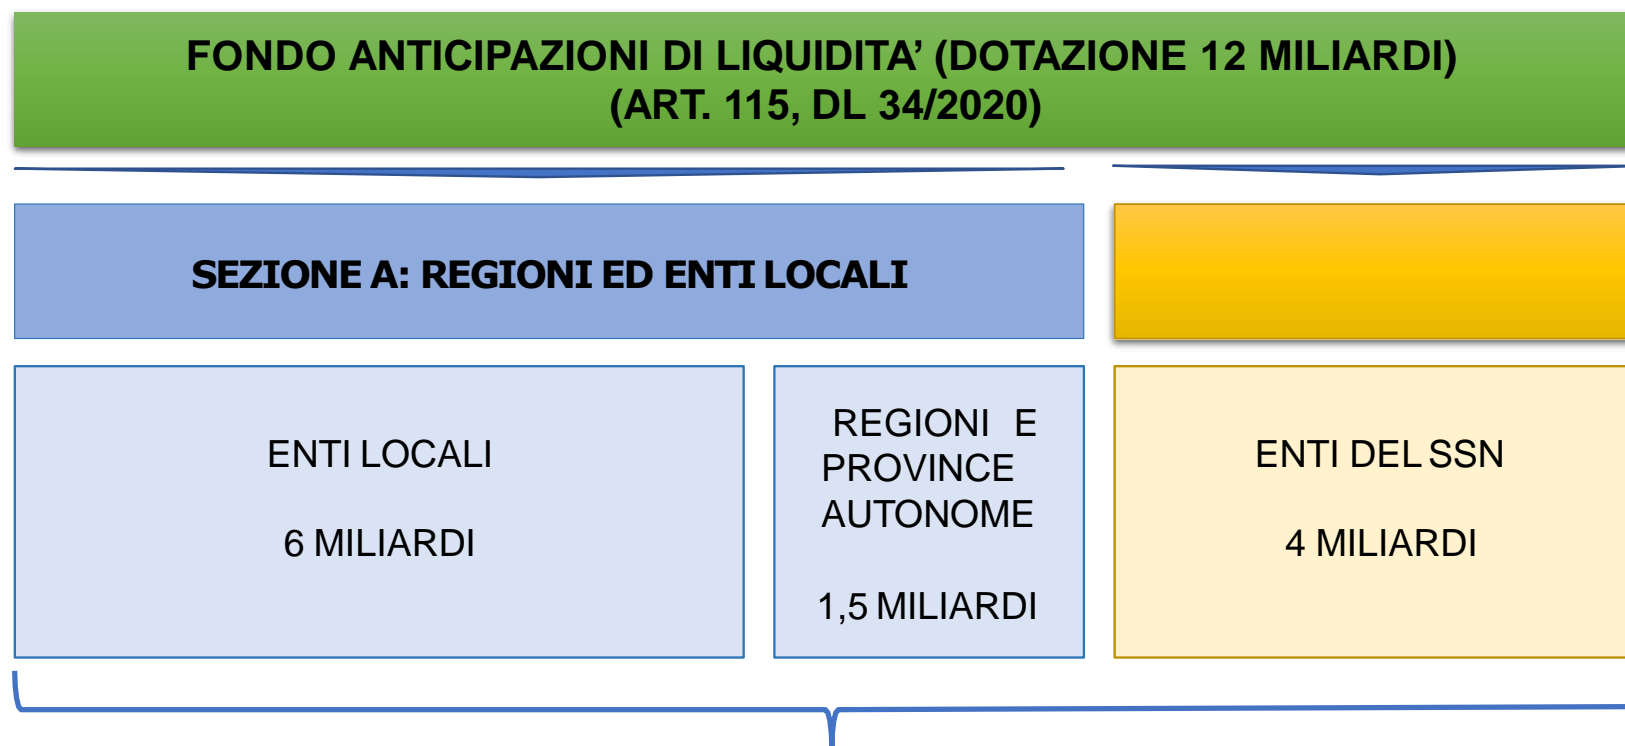 FONDO ANTICIPAZIONI DI LIQUIDITA’ (DOTAZIONE 12 MILIARDI)
(ART. 115, DL 34/2020)
SEZIONE A: REGIONI ED ENTI LOCALI
ENTI LOCALI
6 MILIARDI
REGIONI E
PROVINCE
AUTONOME
1,5 MILIARDI
ENTI DEL SSN
4 MILIARDI